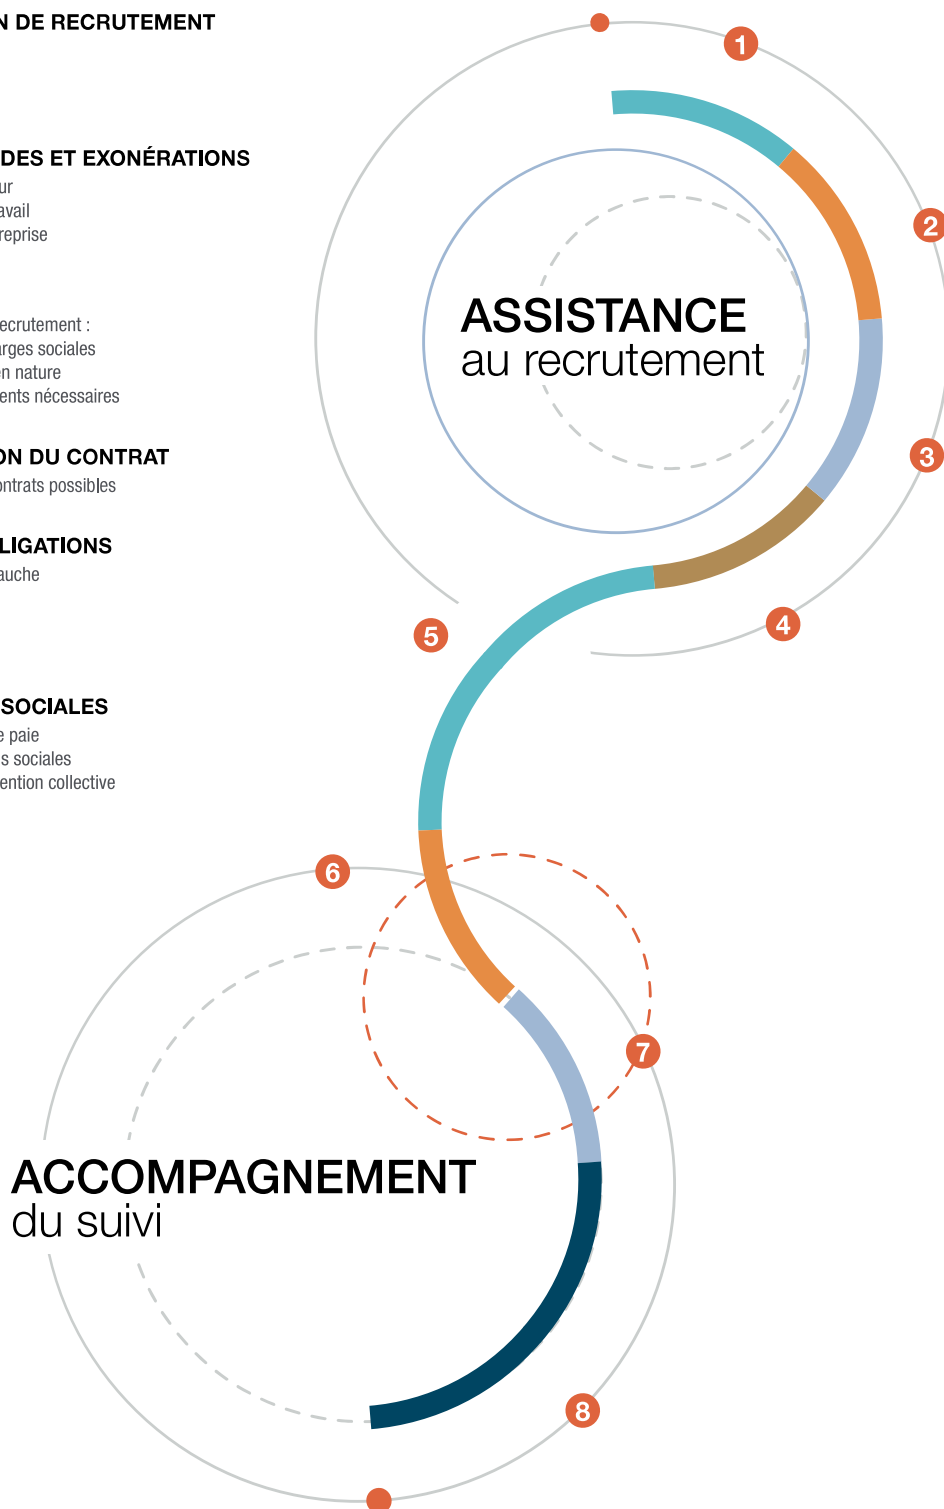 N DE RECRUTEMENT
1
DES ET EXONÉRATIONS
ur
avail
reprise
2
ASSISTANCE
au recrutement
ecrutement :
arges sociales
en nature
ents nécessaires
3
ON DU CONTRAT
ontrats possibles
LIGATIONS
auche
4
5
SOCIALES
e paie
s sociales
ention collective
6
7
ACCOMPAGNEMENT
du suivi
8